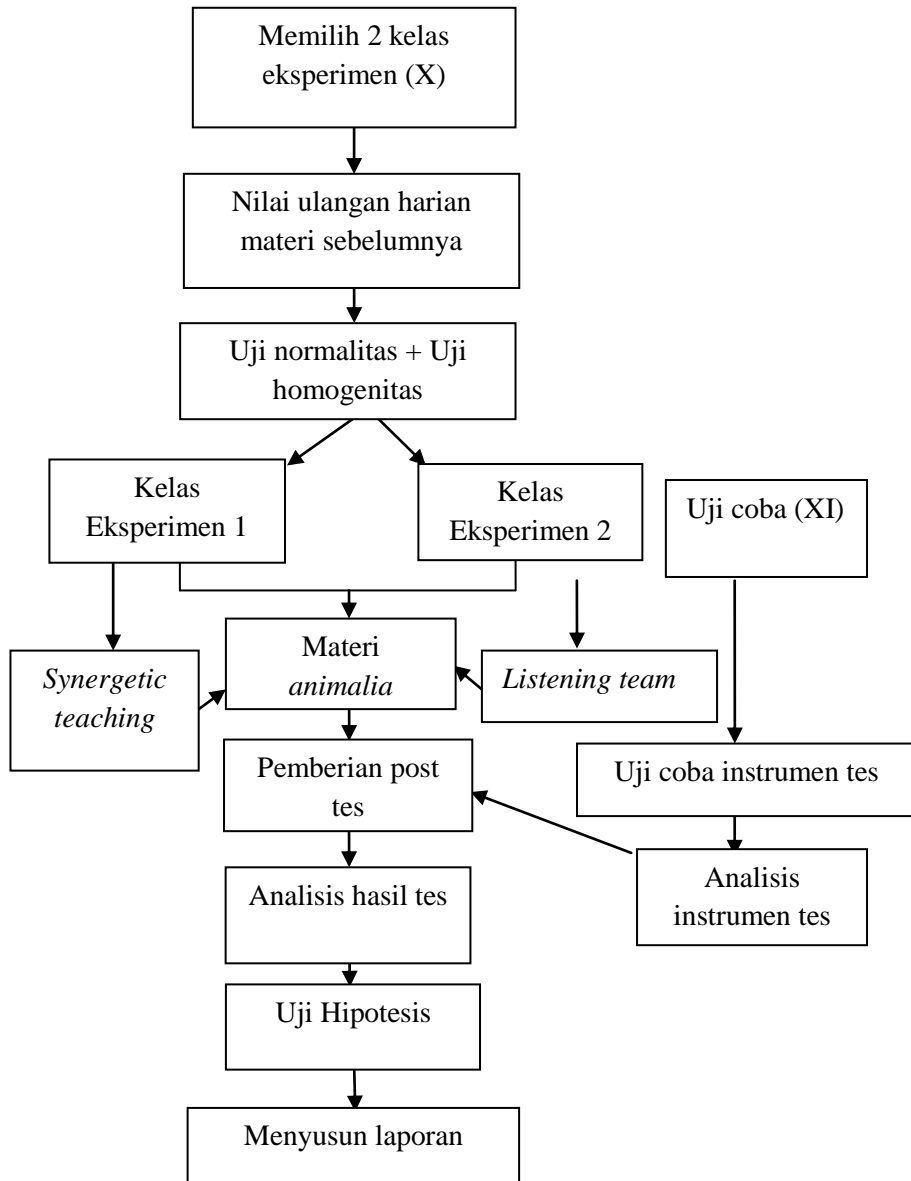 Memilih 2 kelas
eksperimen (X)
Nilai ulangan harian
materi sebelumnya
Uji normalitas + Uji
homogenitas
Kelas
Eksperimen 1
Kelas
Eksperimen 2
Uji coba (XI)
Synergetic
teaching
Materi
animalia
Listening team
Pemberian post
tes
Uji coba instrumen tes
Analisis
instrumen tes
Analisis hasil tes
Uji Hipotesis
Menyusun laporan